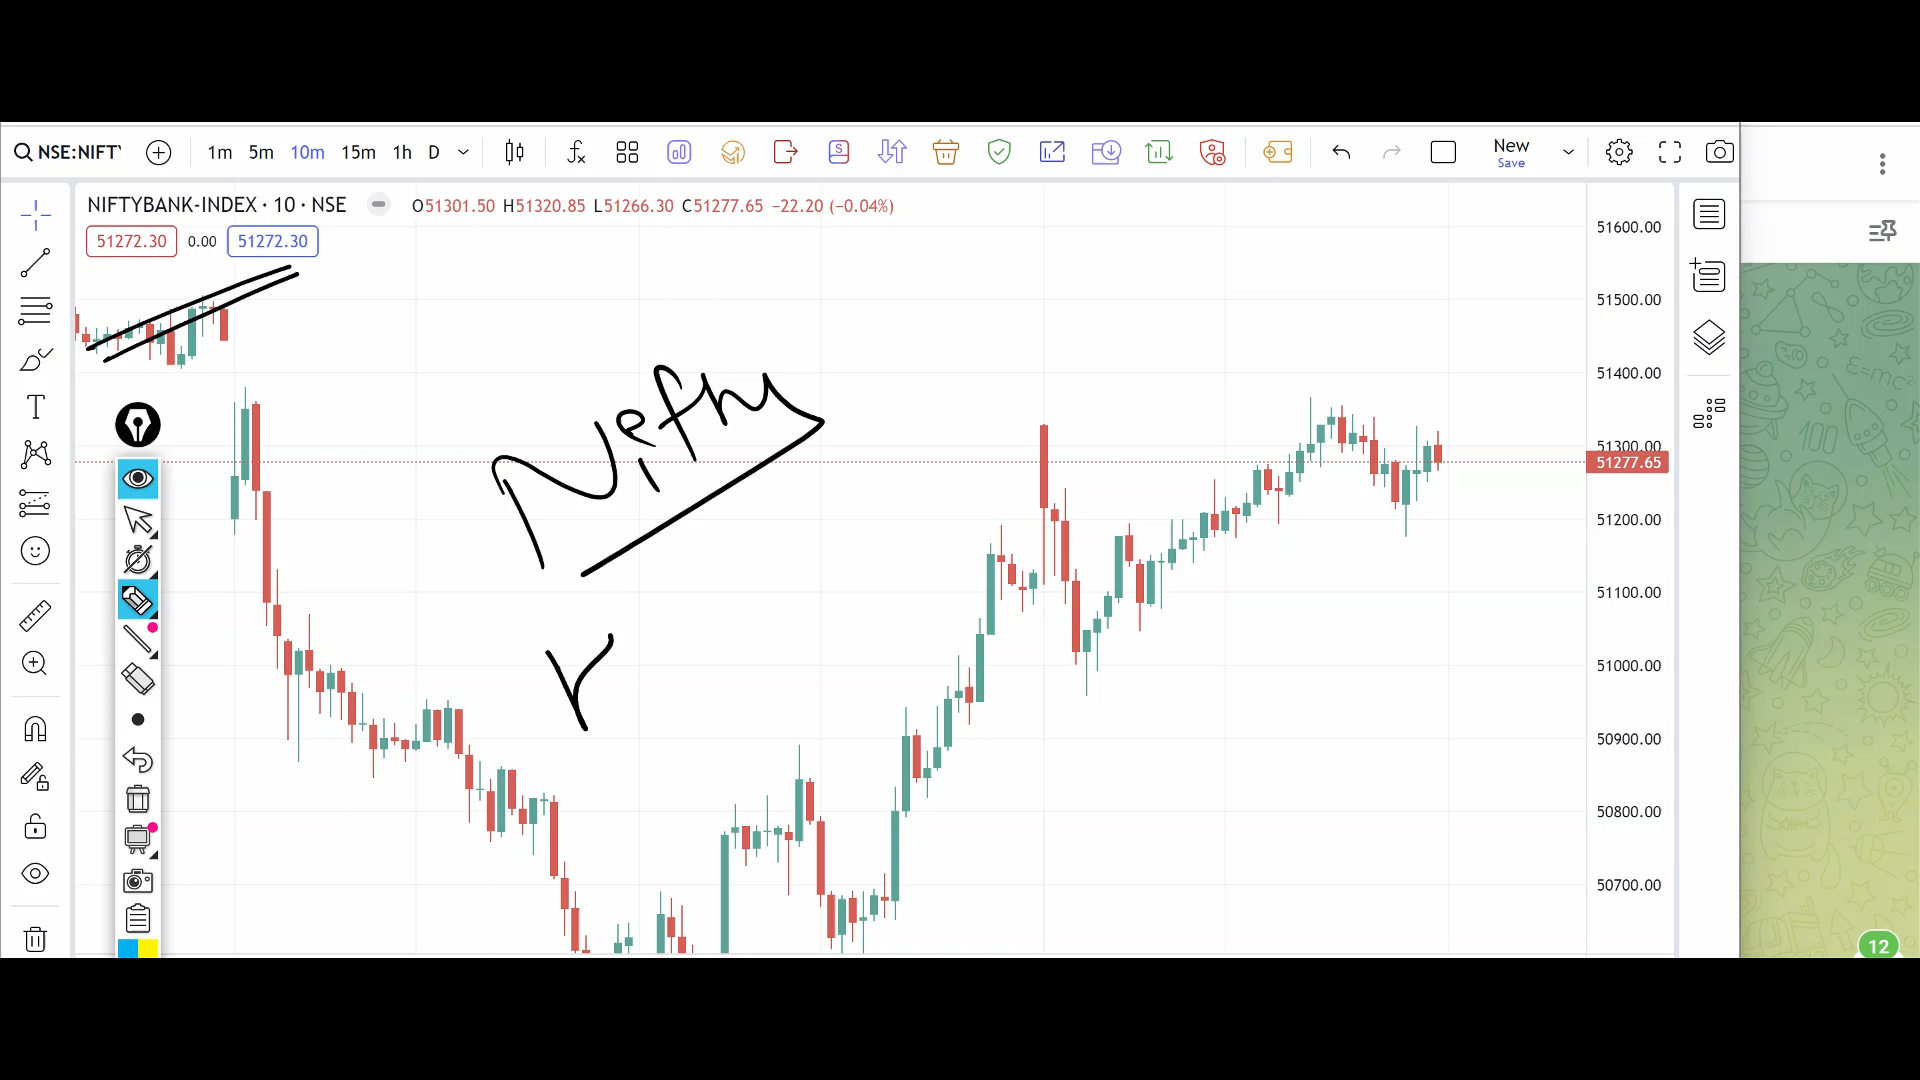 NSE:NIFTY 1m 5m 10m 15m 1h D New
Save
NIFTYBANK-INDEX · 10 · NSE O51301.50 H51320.85 L51266.30 C51277.65 −22.20 (−0.04%)
51272.30 0.00 51272.30
51600.00
51500.00
51400.00
51300.00
51277.65
51200.00
51100.00
51000.00
50900.00
50800.00
50700.00
Nifty
12